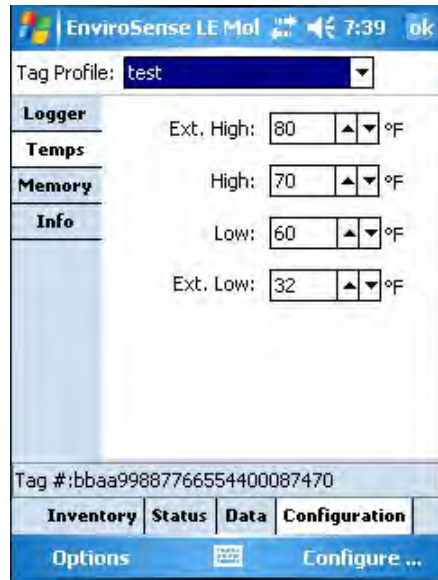 EnviroSense LE Mol 7:39 ok
Tag Profile: test
Logger
Temps
Memory
Info
Ext. High: 80 °F
High: 70 °F
Low: 60 °F
Ext. Low: 32 °F
Tag #:bbaa99887766554400087470
Inventory Status Data Configuration
Options Configure ...